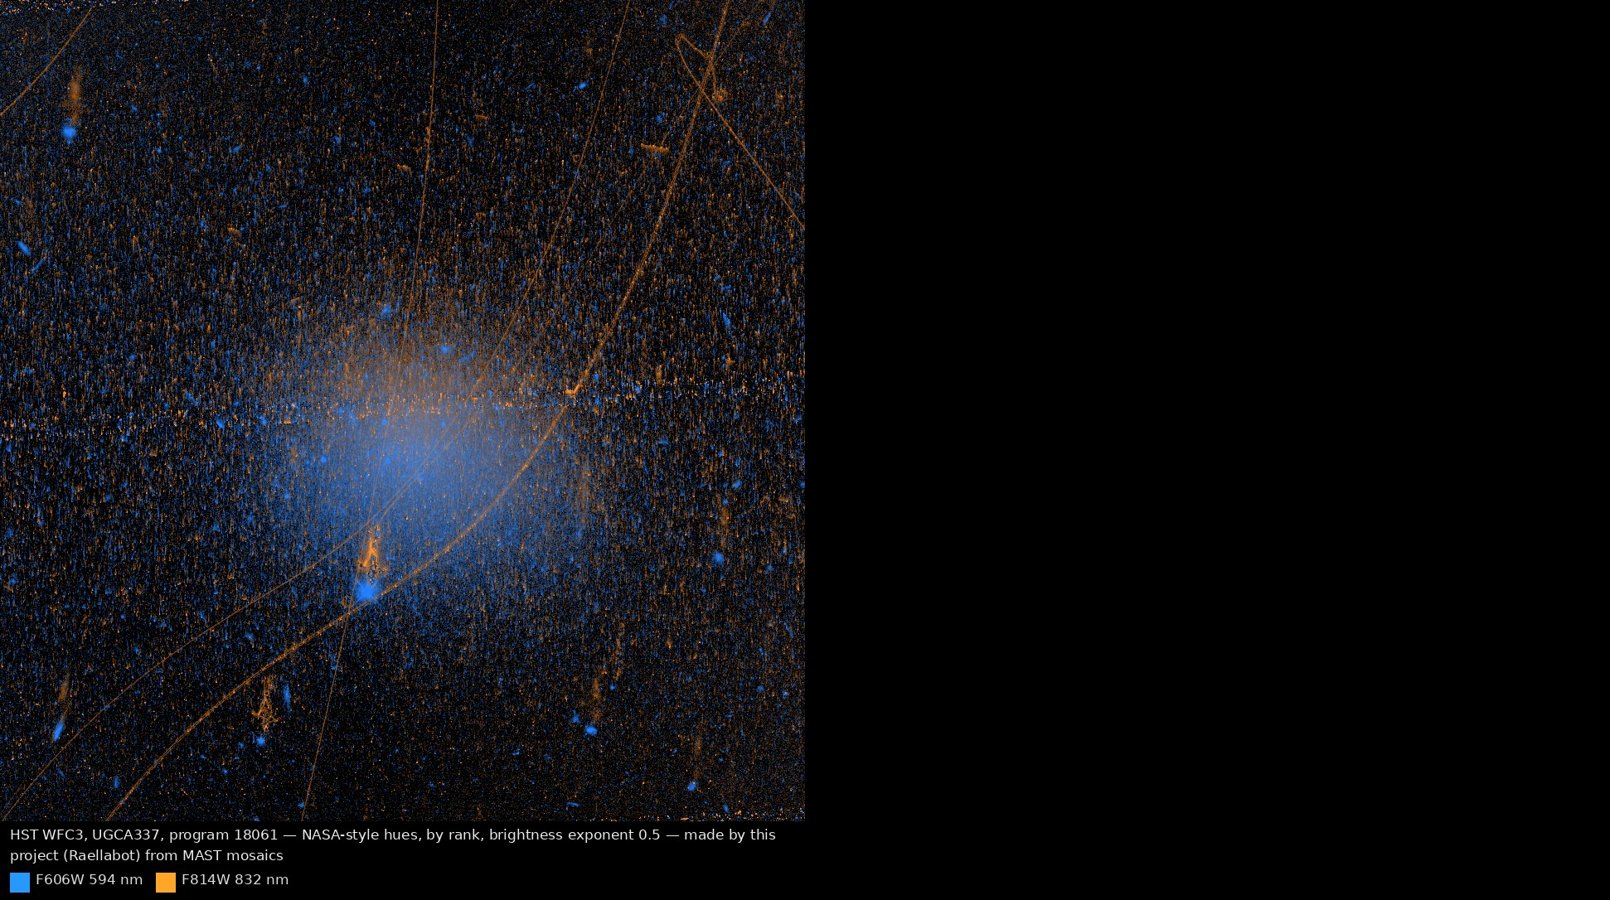 HST WFC3, UGCA337, program 18061 — NASA-style hues, by rank, brightness exponent 0.5 — made by this
project (Raellabot) from MAST mosaics
F606W 594 nm F814W 832 nm